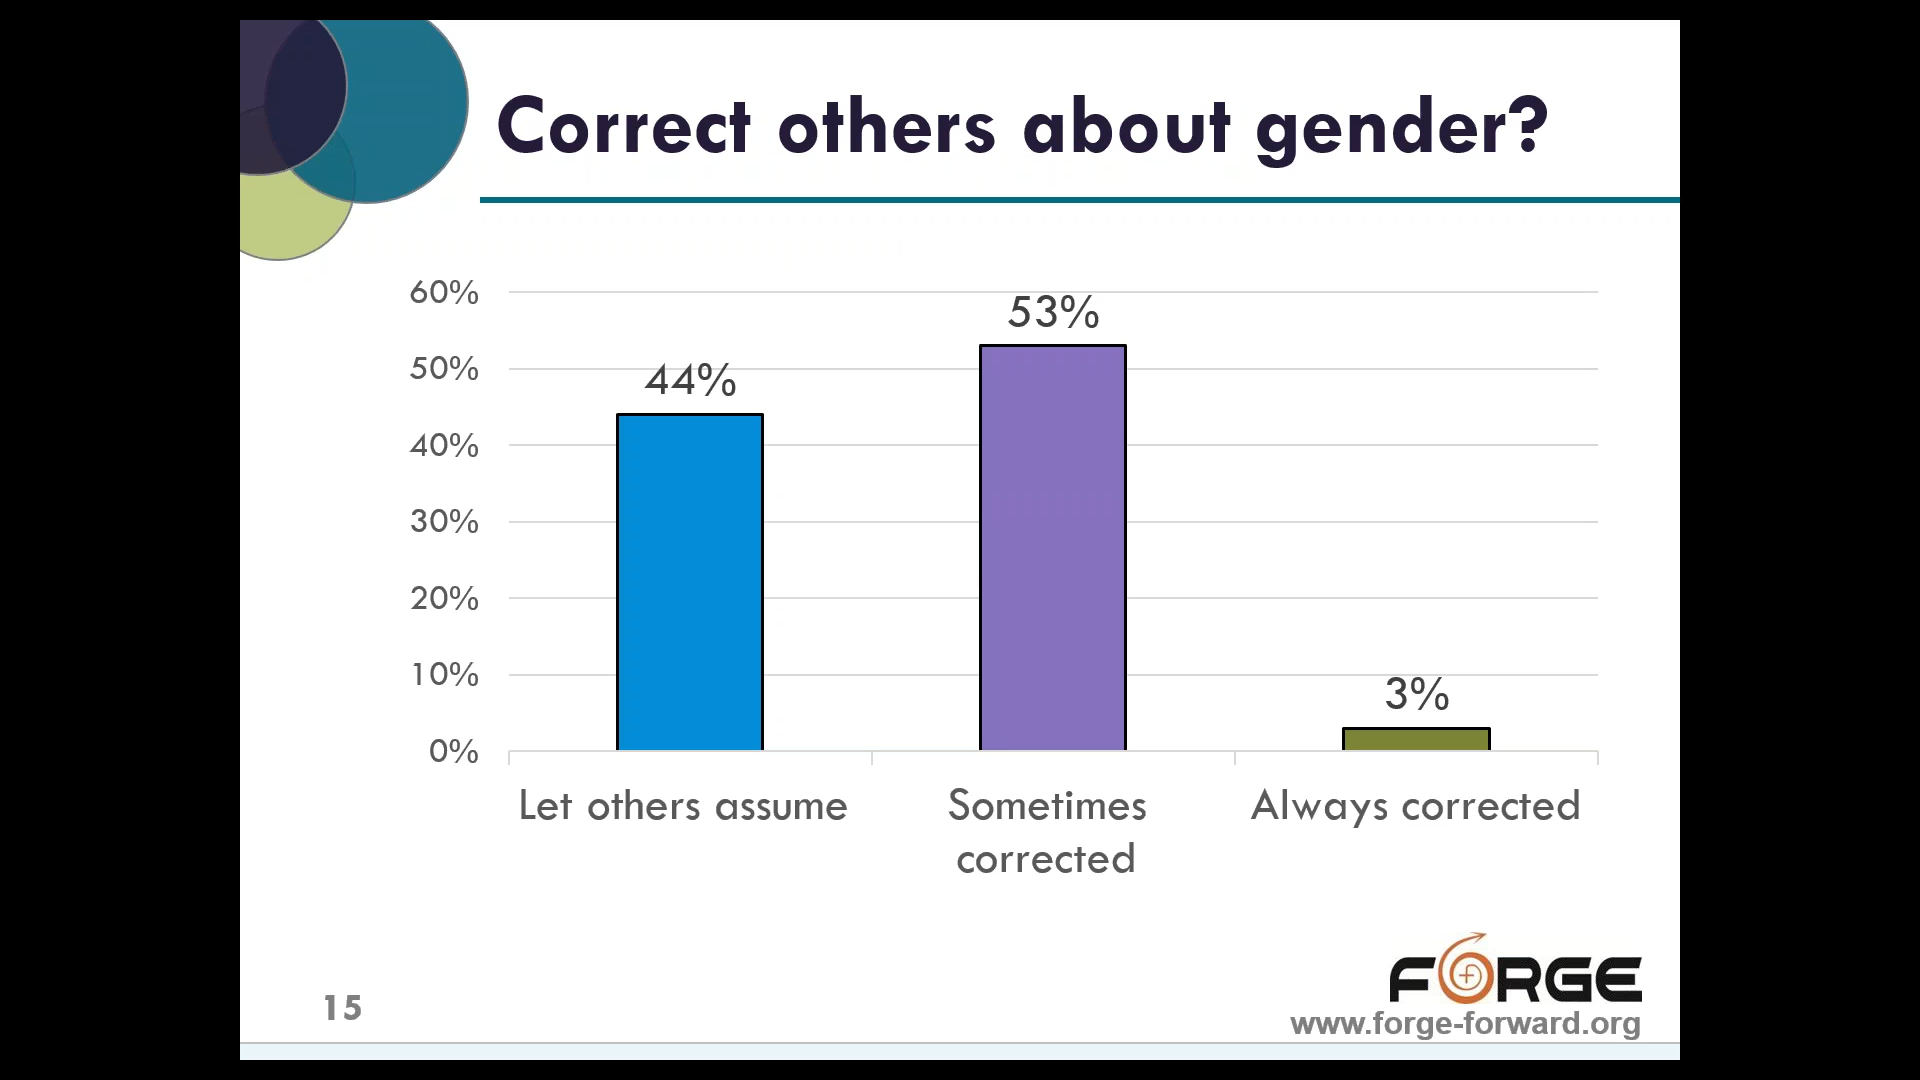 Correct others about gender?
60%
50%
40%
30%
20%
10%
0%
44%
53%
3%
Let others assume
Sometimes
corrected
Always corrected
15
FORGE
www.forge-forward.org